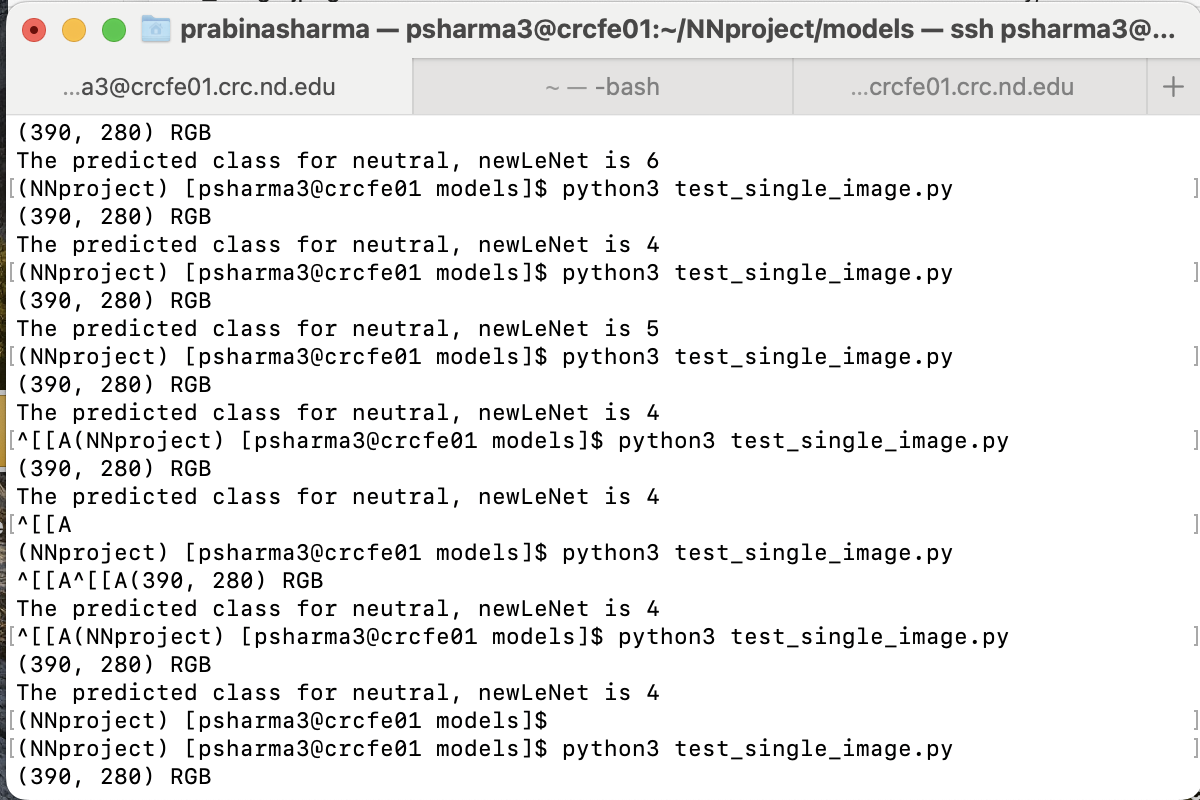 prabinasharma — psharma3@crcfe01:~/NNproject/models — ssh psharma3@...
...a3@crcfe01.crc.nd.edu
~ — -bash
...crcfe01.crc.nd.edu
+
(390, 280) RGB
The predicted class for neutral, newLeNet is 6
[(NNproject) [psharma3@crcfe01 models]$ python3 test_single_image.py ]
(390, 280) RGB
The predicted class for neutral, newLeNet is 4
[(NNproject) [psharma3@crcfe01 models]$ python3 test_single_image.py ]
(390, 280) RGB
The predicted class for neutral, newLeNet is 5
[(NNproject) [psharma3@crcfe01 models]$ python3 test_single_image.py ]
(390, 280) RGB
The predicted class for neutral, newLeNet is 4
[^[[A(NNproject) [psharma3@crcfe01 models]$ python3 test_single_image.py ]
(390, 280) RGB
The predicted class for neutral, newLeNet is 4
[^[[A ]
(NNproject) [psharma3@crcfe01 models]$ python3 test_single_image.py
^[[A^[[A(390, 280) RGB
The predicted class for neutral, newLeNet is 4
[^[[A(NNproject) [psharma3@crcfe01 models]$ python3 test_single_image.py ]
(390, 280) RGB
The predicted class for neutral, newLeNet is 4
[(NNproject) [psharma3@crcfe01 models]$ ]
[(NNproject) [psharma3@crcfe01 models]$ python3 test_single_image.py ]
(390, 280) RGB